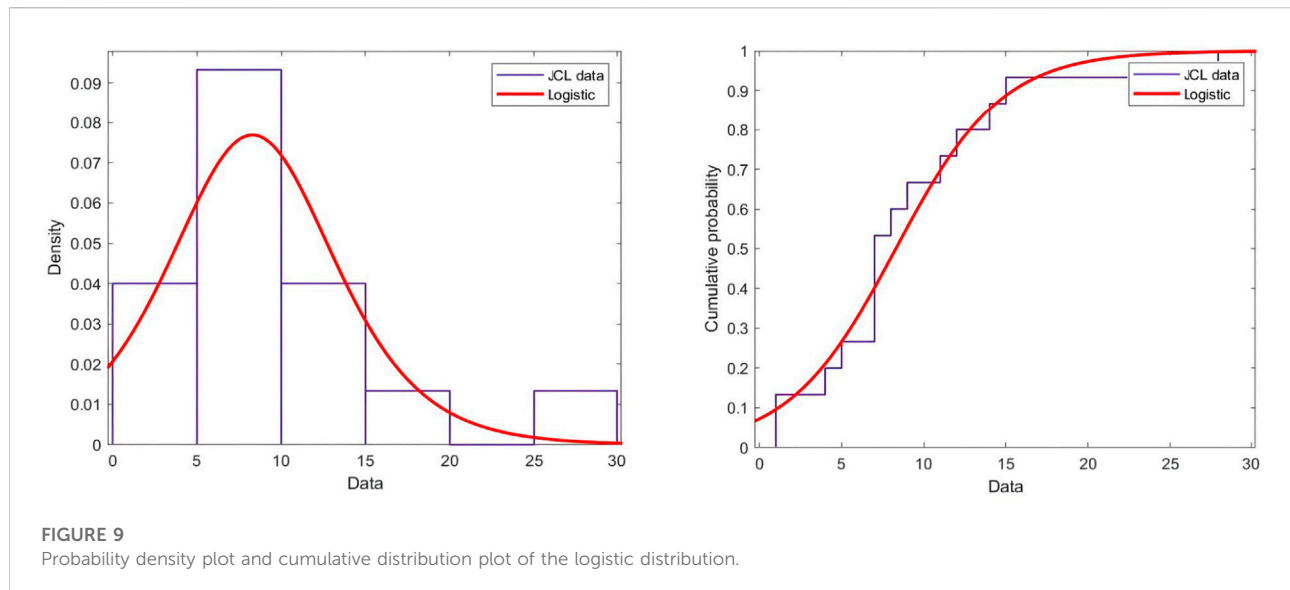 0.09
0.08
0.07
0.06
0.05
0.04
0.03
0.02
0.01
0
Density
0 5 10 15 20 25 30
Data
JCL data
Logistic
1
0.9
0.8
0.7
0.6
0.5
0.4
0.3
0.2
0.1
0
Cumulative probability
0 5 10 15 20 25 30
Data
JCL data
Logistic
FIGURE 9
Probability density plot and cumulative distribution plot of the logistic distribution.